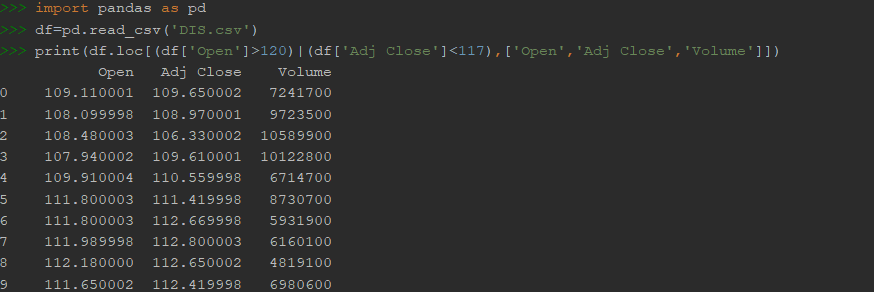 >>> import pandas as pd
>>> df=pd.read_csv('DIS.csv')
>>> print(df.loc[(df['Open']>120)|(df['Adj Close']<117),['Open','Adj Close','Volume']])
Open Adj Close Volume
0 109.110001 109.650002 7241700
1 108.099998 108.970001 9723500
2 108.480003 106.330002 10589900
3 107.940002 109.610001 10122800
4 109.910004 110.559998 6714700
5 111.800003 111.419998 8730700
6 111.800003 112.669998 5931900
7 111.989998 112.800003 6160100
8 112.180000 112.650002 4819100
9 111.650002 112.419998 6980600